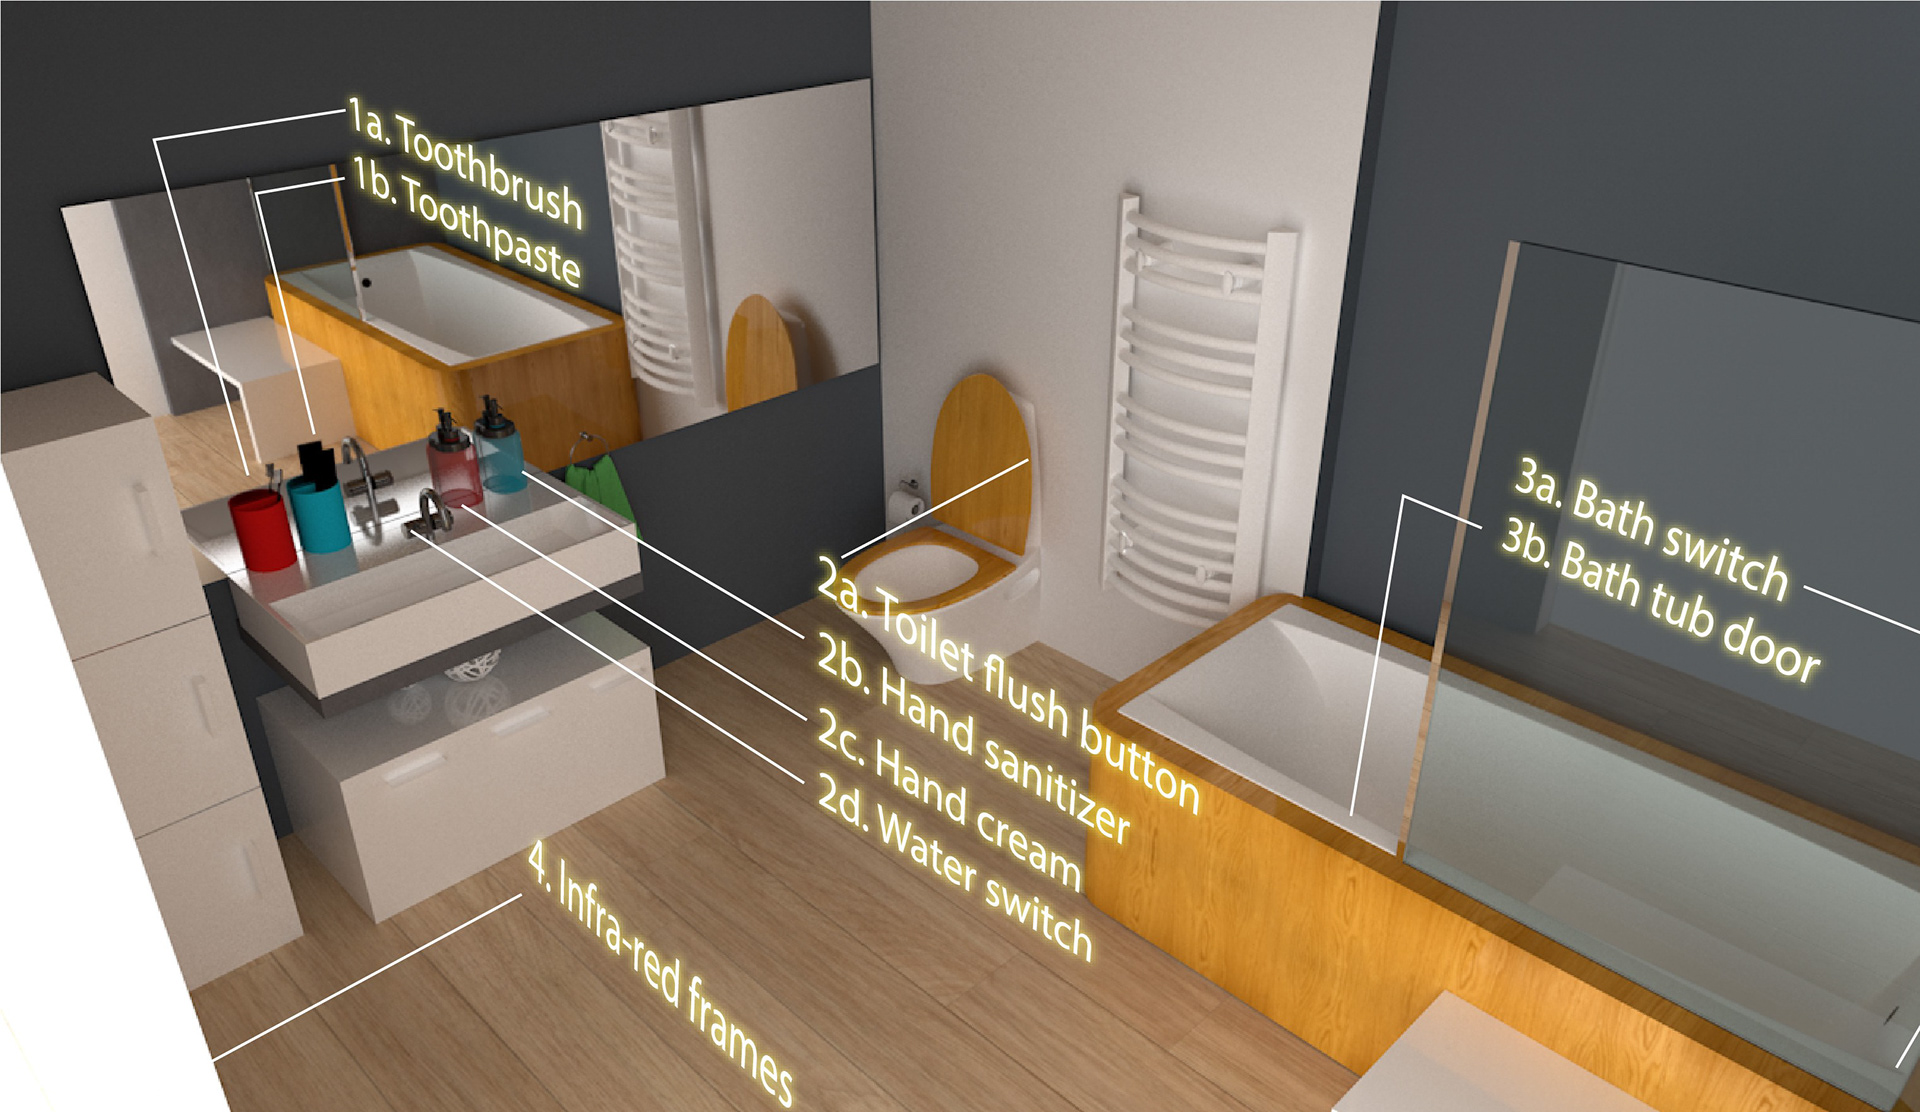 1a. Toothbrush
1b. Toothpaste
2a. Toilet flush button
2b. Hand sanitizer
2c. Hand cream
2d. Water switch
3a. Bath switch
3b. Bath tub door
4. Infra-red frames